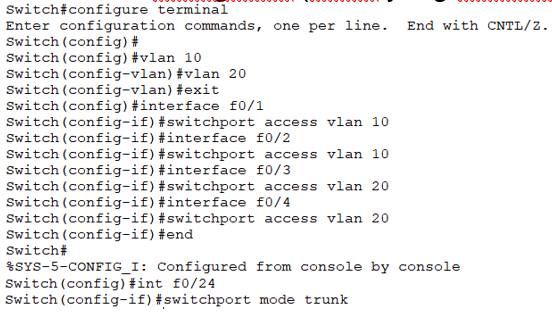 Switch#configure terminal
Enter configuration commands, one per line.  End with CNTL/Z.
Switch(config)#
Switch(config)#vlan 10
Switch(config-vlan)#vlan 20
Switch(config-vlan)#exit
Switch(config)#interface f0/1
Switch(config-if)#switchport access vlan 10
Switch(config-if)#interface f0/2
Switch(config-if)#switchport access vlan 10
Switch(config-if)#interface f0/3
Switch(config-if)#switchport access vlan 20
Switch(config-if)#interface f0/4
Switch(config-if)#switchport access vlan 20
Switch(config-if)#end
Switch#
%SYS-5-CONFIG_I: Configured from console by console
Switch(config)#int f0/24
Switch(config-if)#switchport mode trunk